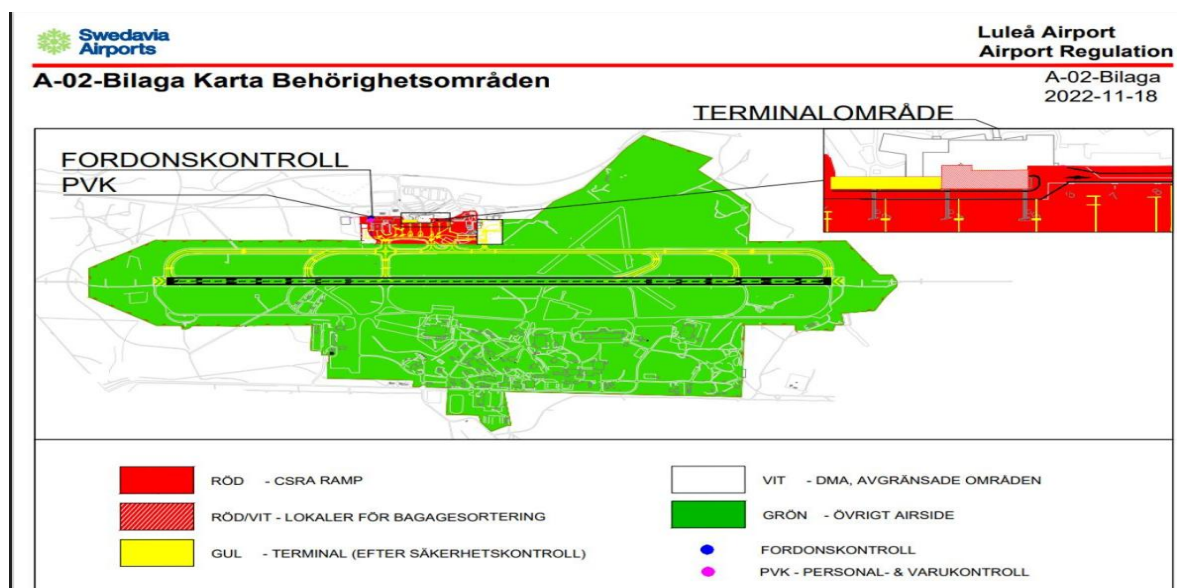 Swedavia
Airports
Luleå Airport
Airport Regulation
A-02-Bilaga Karta Behörighetsområden
A-02-Bilaga
2022-11-18
TERMINALOMRÅDE
FORDONSKONTROLL
PVK
RÖD - CSRA RAMP
RÖD/VIT - LOKALER FÖR BAGAGESORTERING
GUL - TERMINAL (EFTER SÄKERHETSKONTROLL)
VIT - DMA, AVGRÄNSADE OMRÅDEN
GRÖN - ÖVRIGT AIRSIDE
FORDONSKONTROLL
PVK - PERSONAL- & VARUKONTROLL